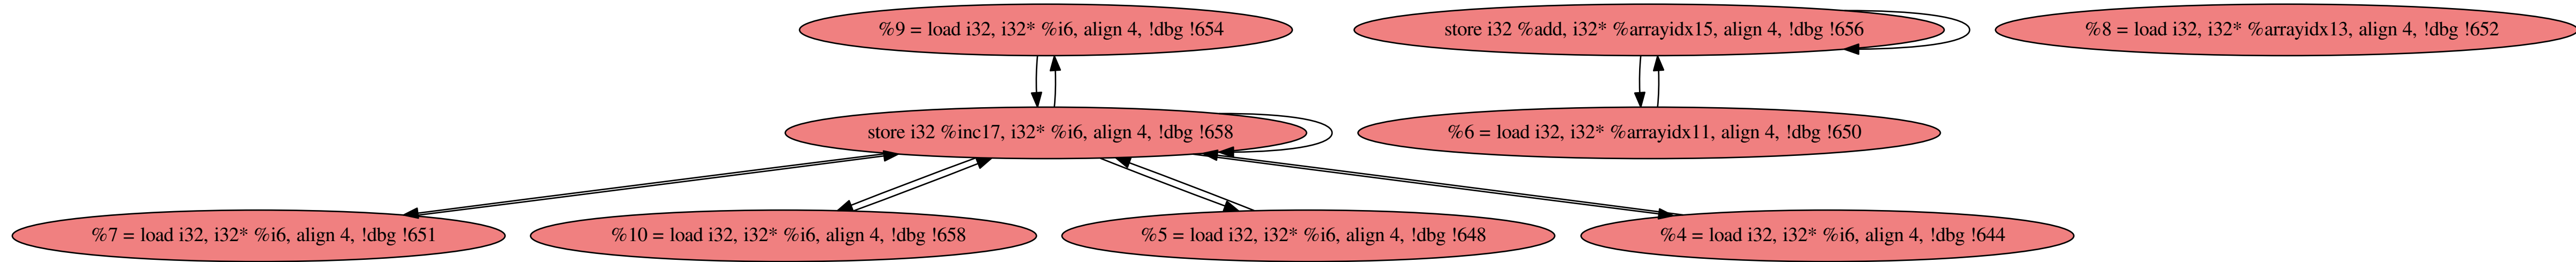 %9 = load i32, i32* %i6, align 4, !dbg !654
store i32 %add, i32* %arrayidx15, align 4, !dbg !656
%8 = load i32, i32* %arrayidx13, align 4, !dbg !652
store i32 %inc17, i32* %i6, align 4, !dbg !658
%6 = load i32, i32* %arrayidx11, align 4, !dbg !650
%7 = load i32, i32* %i6, align 4, !dbg !651
%10 = load i32, i32* %i6, align 4, !dbg !658
%5 = load i32, i32* %i6, align 4, !dbg !648
%4 = load i32, i32* %i6, align 4, !dbg !644